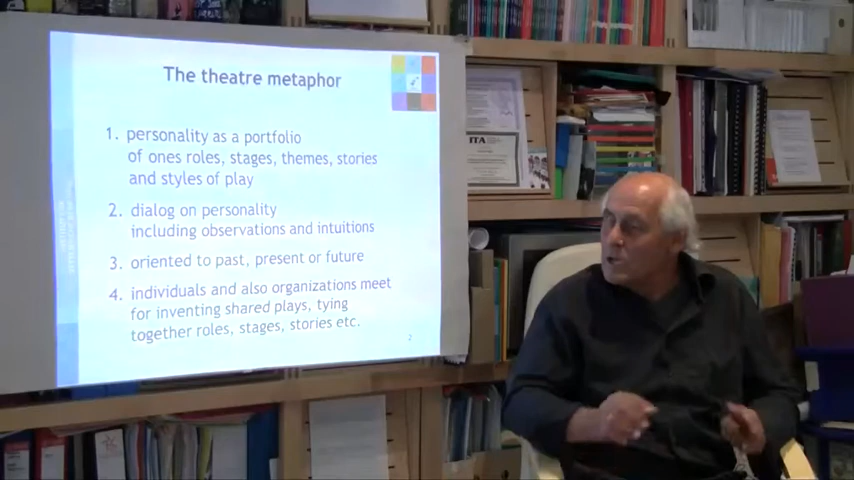 The theatre metaphor
1. personality as a portfolio
of ones roles, stages, themes, stories
and styles of play
2. dialog on personality
including observations and intuitions
3. oriented to past, present or future
4. individuals and also organizations meet
for inventing shared plays, tying
together roles, stages, stories etc.
2
ITA